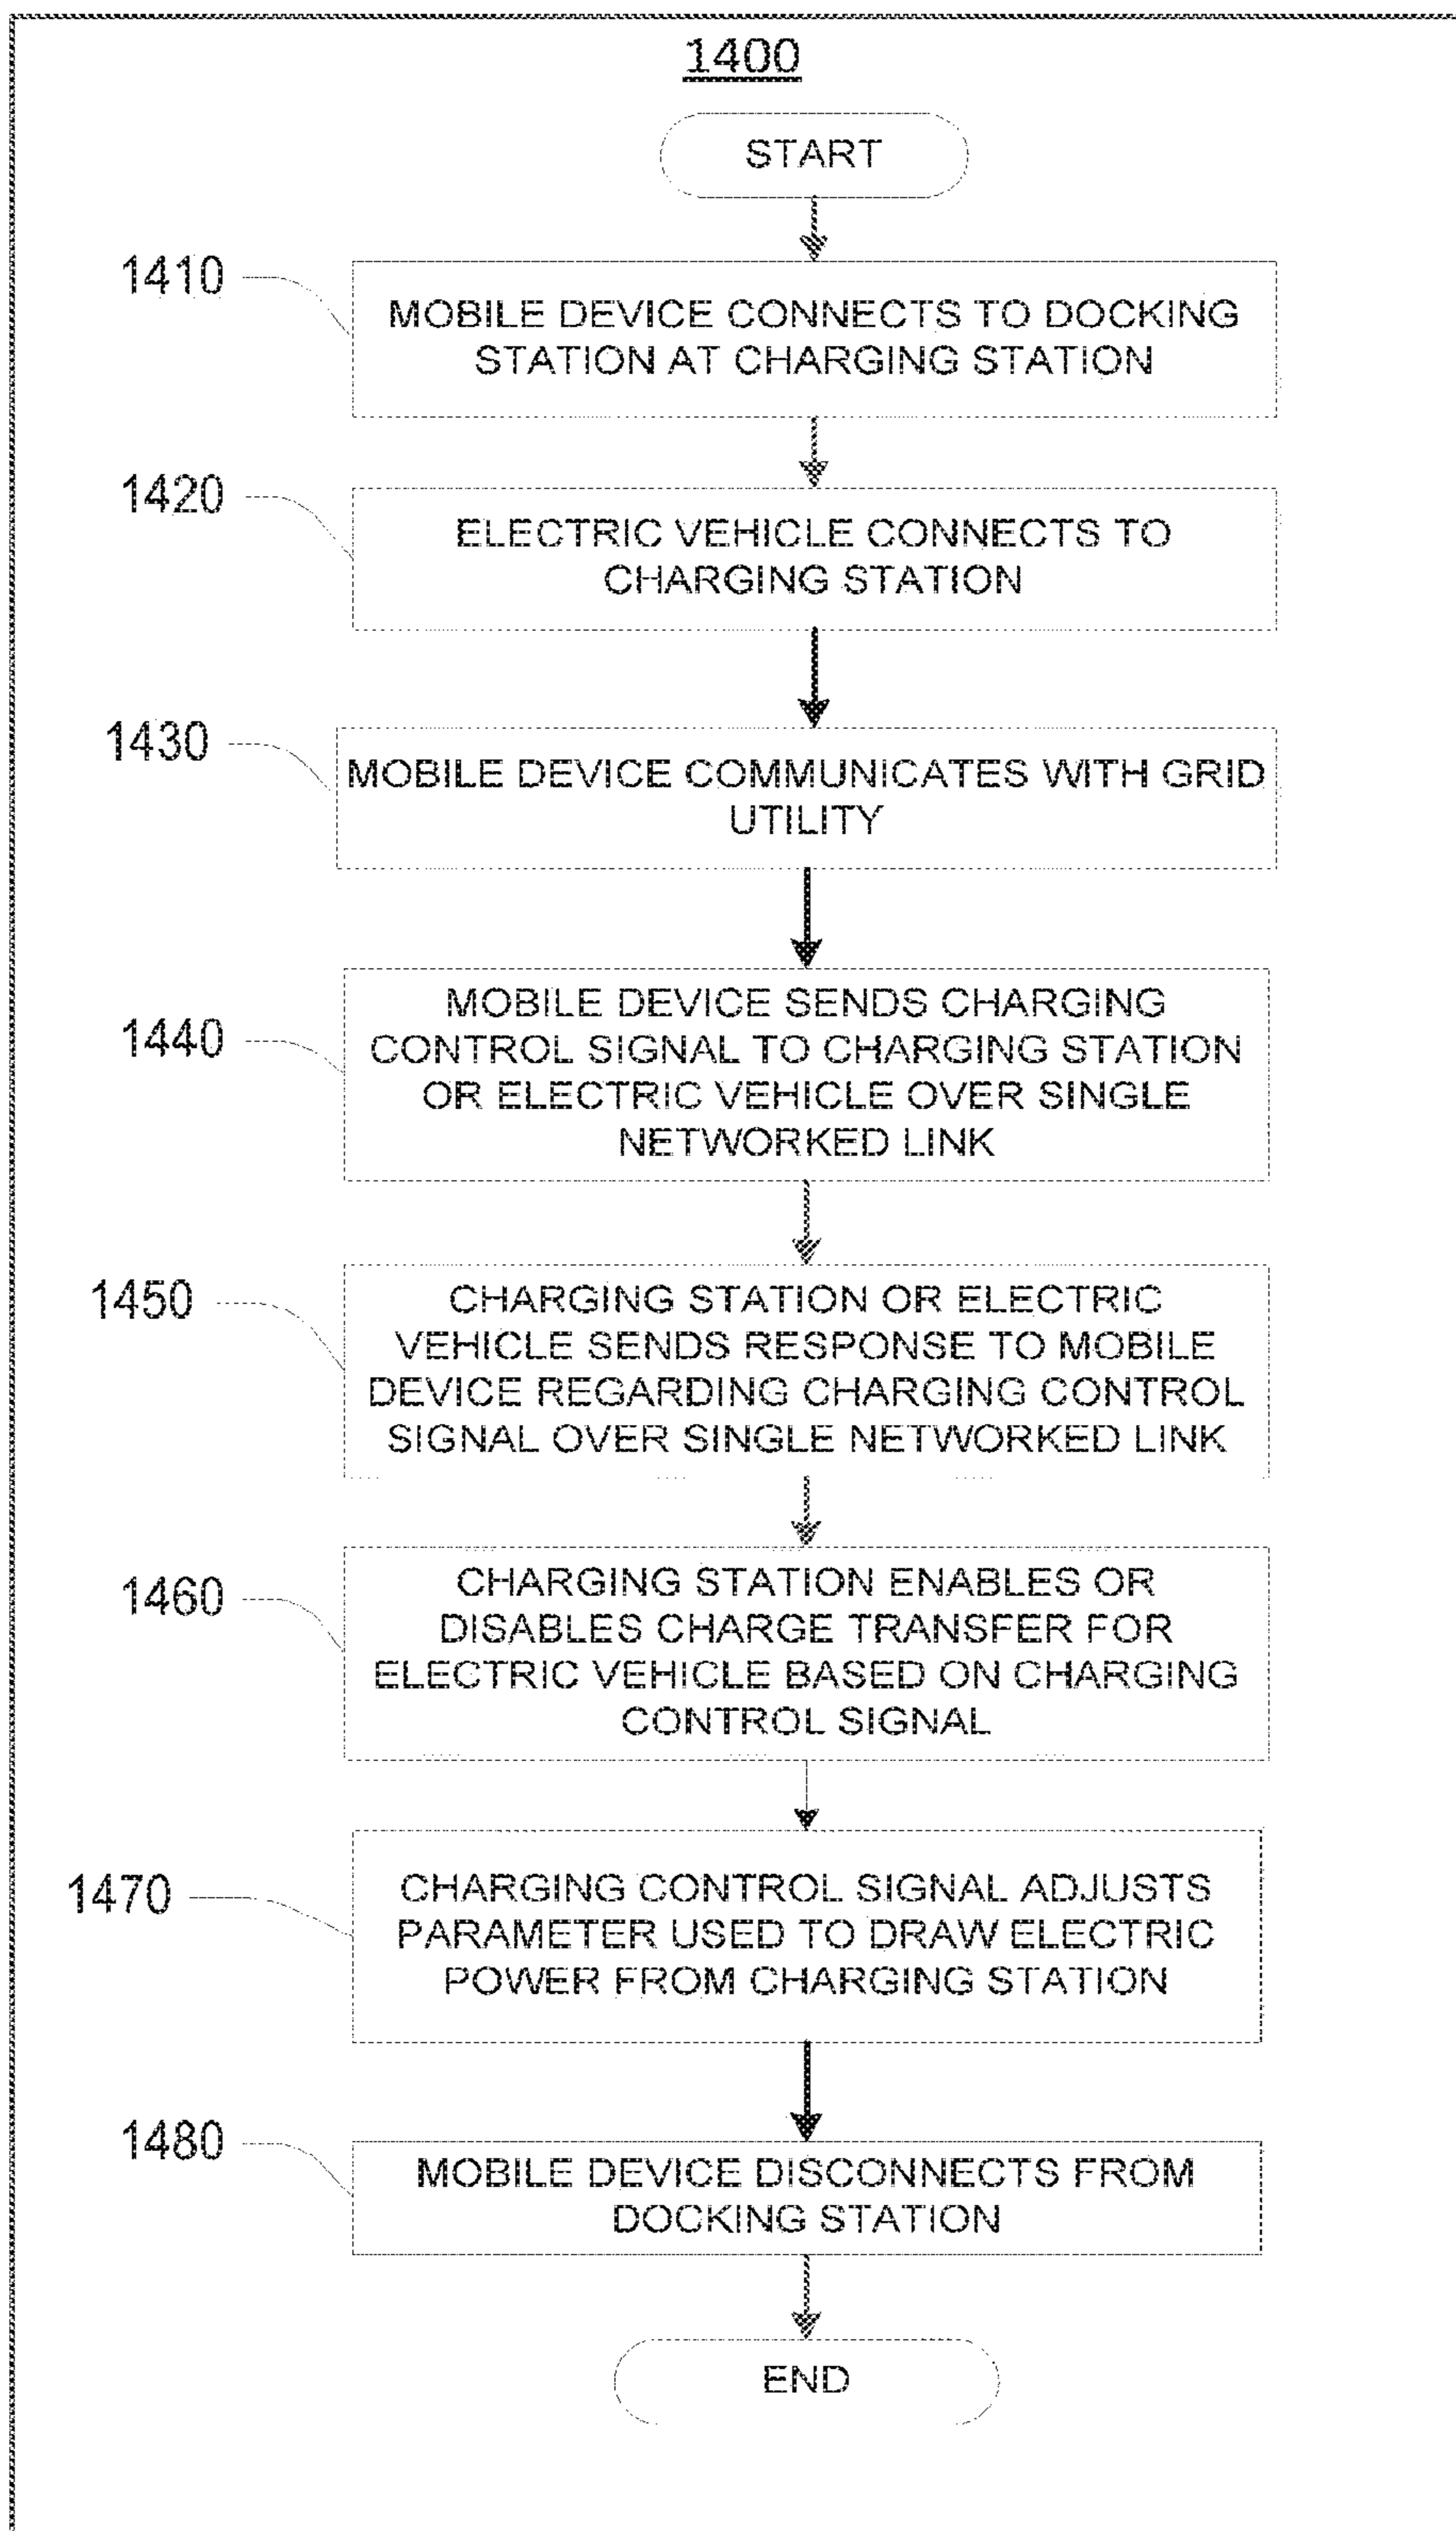 1400
START
1410
MOBILE DEVICE CONNECTS TO DOCKING
STATION AT CHARGING STATION
1420
ELECTRIC VEHICLE CONNECTS TO
CHARGING STATION
1430
MOBILE DEVICE COMMUNICATES WITH GRID
UTILITY
1440
MOBILE DEVICE SENDS CHARGING
CONTROL SIGNAL TO CHARGING STATION
OR ELECTRIC VEHICLE OVER SINGLE
NETWORKED LINK
1450
CHARGING STATION OR ELECTRIC
VEHICLE SENDS RESPONSE TO MOBILE
DEVICE REGARDING CHARGING CONTROL
SIGNAL OVER SINGLE NETWORKED LINK
1460
CHARGING STATION ENABLES OR
DISABLES CHARGE TRANSFER FOR
ELECTRIC VEHICLE BASED ON CHARGING
CONTROL SIGNAL
1470
CHARGING CONTROL SIGNAL ADJUSTS
PARAMETER USED TO DRAW ELECTRIC
POWER FROM CHARGING STATION
1480
MOBILE DEVICE DISCONNECTS FROM
DOCKING STATION
END